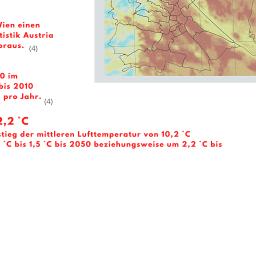 Wien einen
tistik Austria
oraus. (4)
0 im
bis 2010
pro Jahr. (4)
2,2 °C
stieg der mittleren Lufttemperatur von 10,2 °C
°C bis 1,5 °C bis 2050 beziehungsweise um 2,2 °C bis